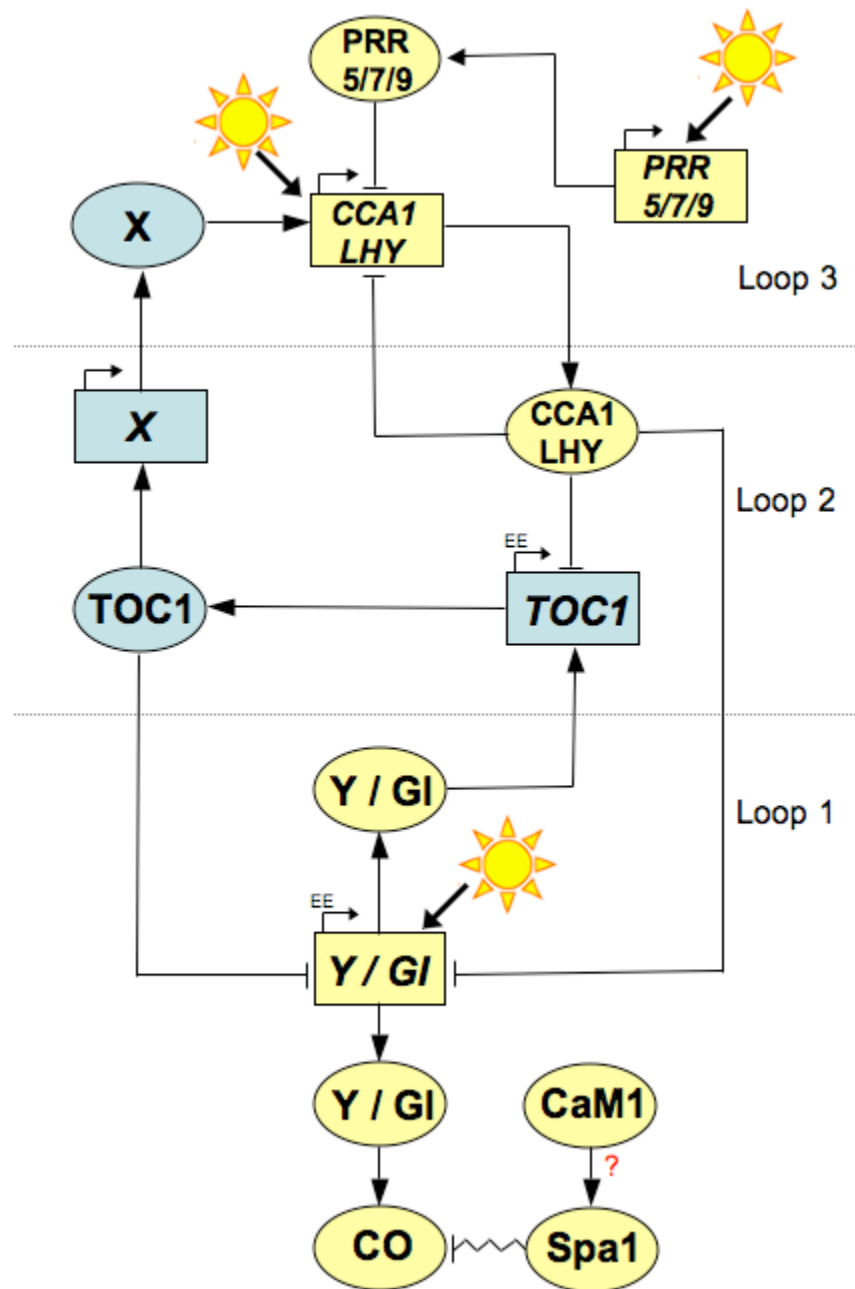 PRR
5/7/9
PRR
5/7/9
X
CCA1
LHY
Loop 3
X
CCA1
LHY
Loop 2
EE
TOC1
TOC1
Y / GI
Loop 1
EE
Y / GI
Y / GI
CaM1
?
CO
Spa1